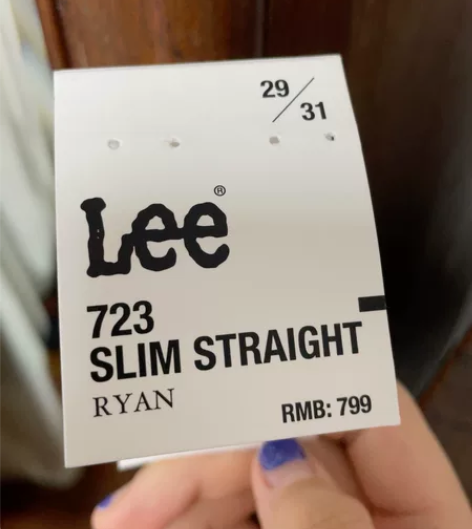 29/31
Lee®
723
SLIM STRAIGHT
RYAN
RMB: 799